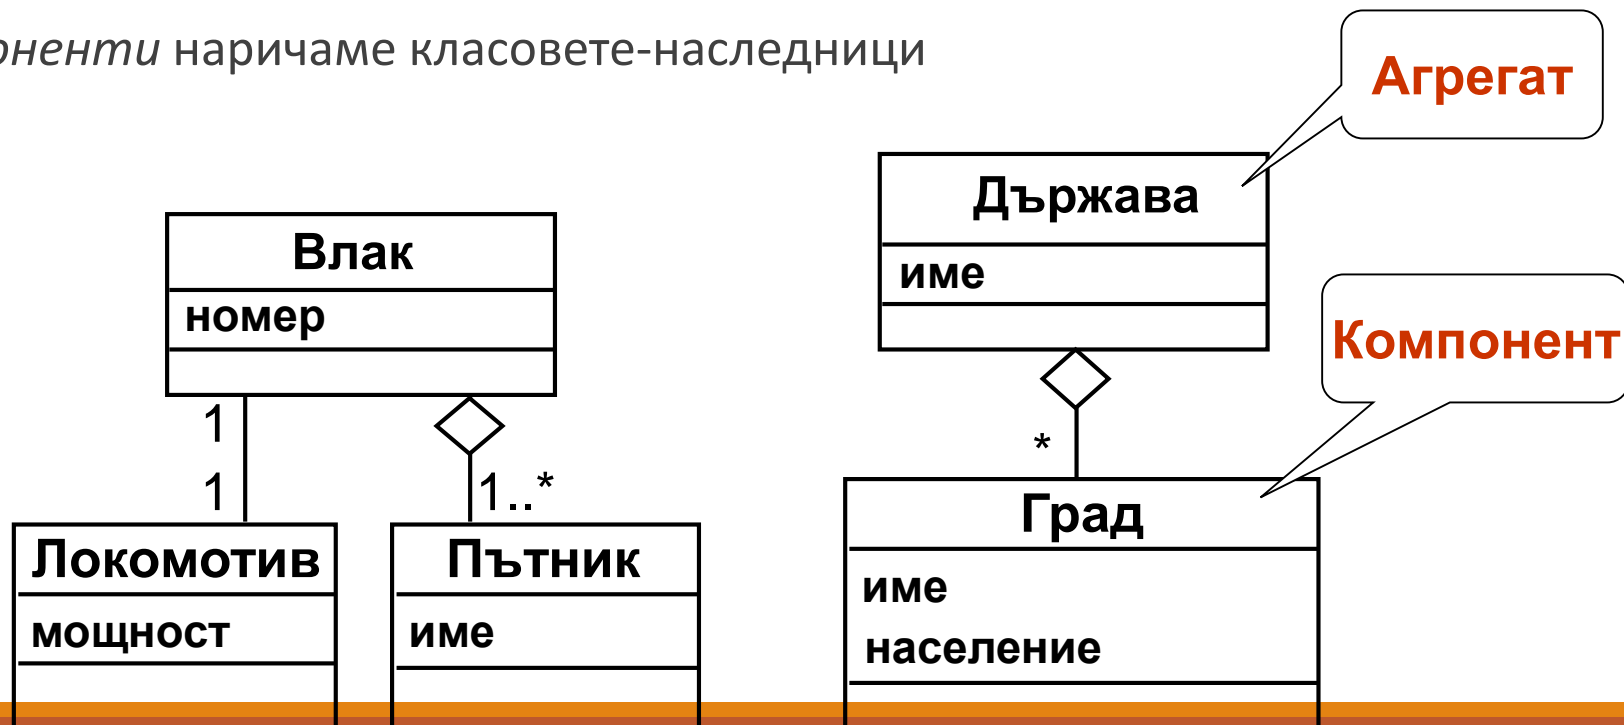 наричаме класовете-наследници
Агрегат
Държава
име
Компонент
*
Град
име
население
Влак
номер
1
1
1..*
Локомотив
мощност
Пътник
име